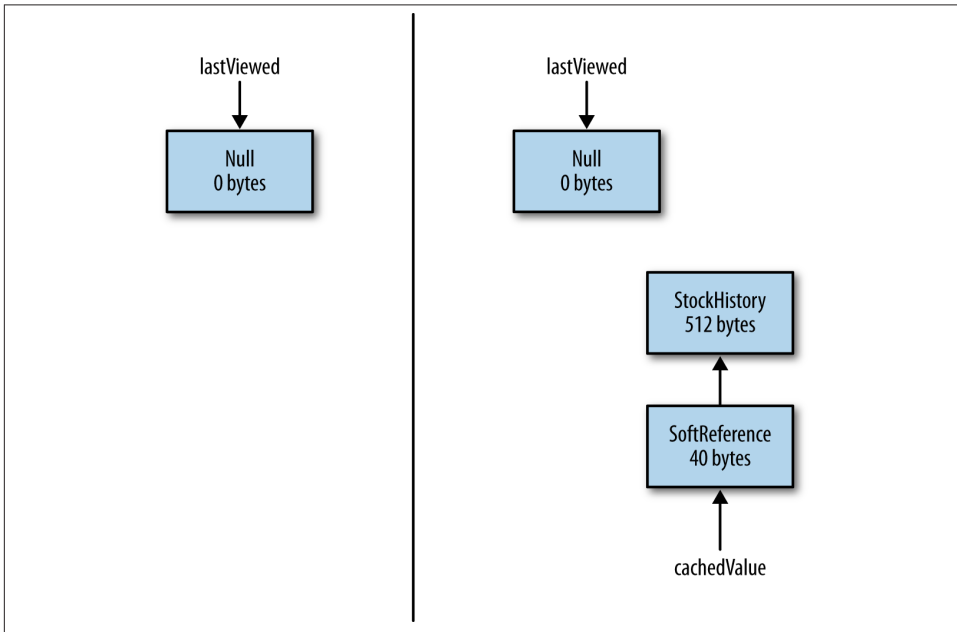 lastViewed
Null
0 bytes
lastViewed
Null
0 bytes
StockHistory
512 bytes
SoftReference
40 bytes
cachedValue